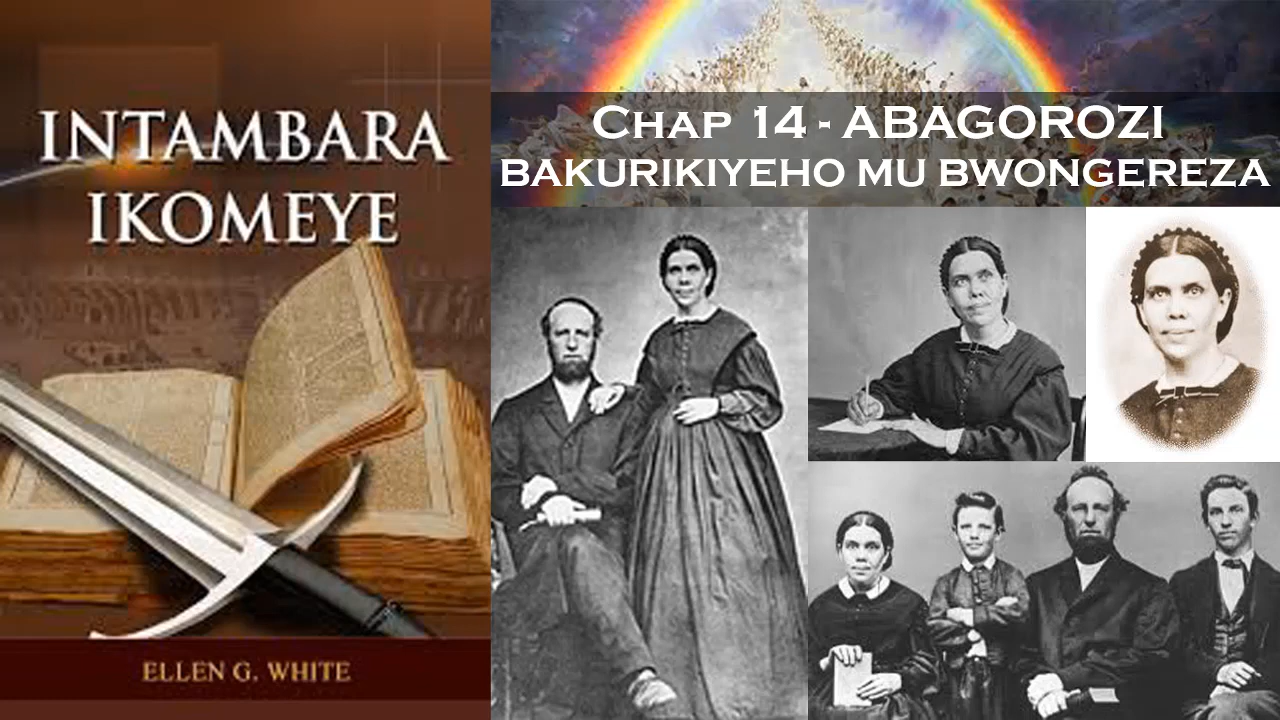 INTAMBARA
IKOMEYE
ELLEN G. WHITE
Chap 14 - ABAGOROZI
BAKURIKIYEHO MU BWONGEREZA